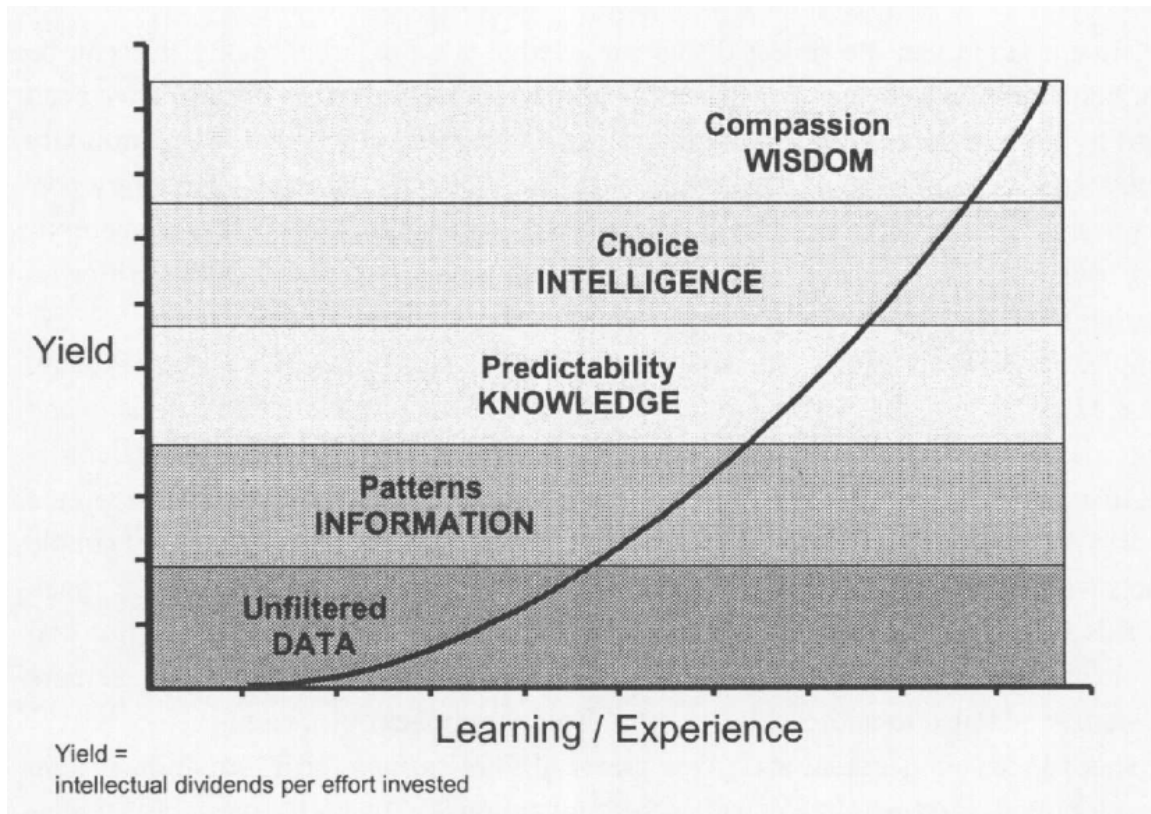 Compassion
WISDOM
Choice
INTELLIGENCE
Yield
Predictability
KNOWLEDGE
Patterns
INFORMATION
Unfiltered
DATA
Learning / Experience
Yield =
intellectual dividends per effort invested